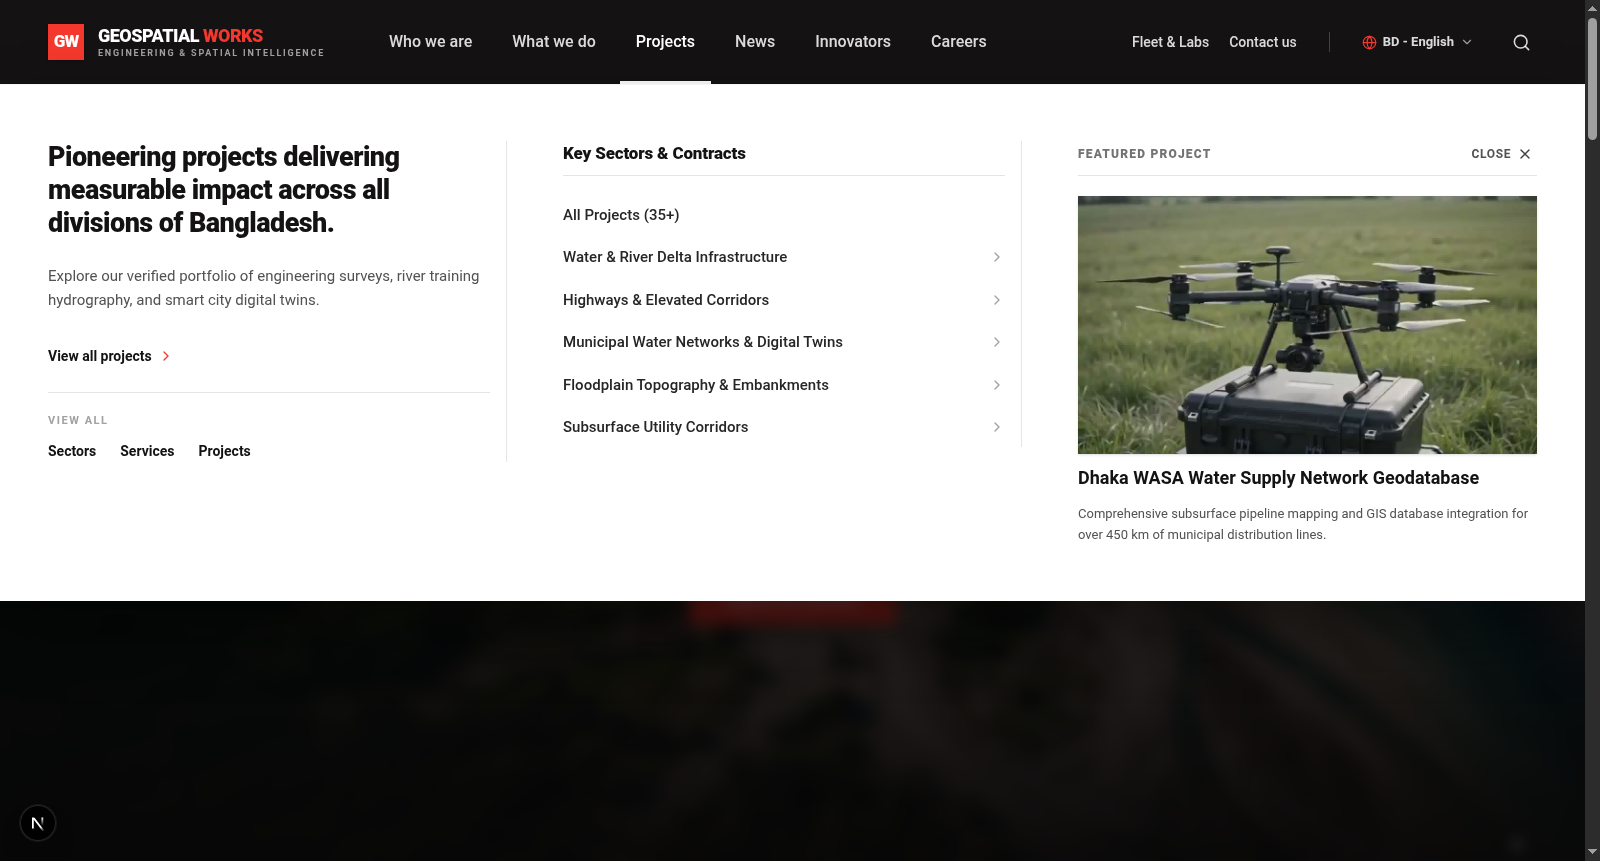 GW
GEOSPATIAL WORKS
ENGINEERING & SPATIAL INTELLIGENCE
Who we are
What we do
Projects
News
Innovators
Careers
Fleet & Labs
Contact us
BD - English
Pioneering projects delivering
measurable impact across all
divisions of Bangladesh.
Explore our verified portfolio of engineering surveys, river training
hydrography, and smart city digital twins.
View all projects
VIEW ALL
Sectors
Services
Projects
Key Sectors & Contracts
All Projects (35+)
Water & River Delta Infrastructure
Highways & Elevated Corridors
Municipal Water Networks & Digital Twins
Floodplain Topography & Embankments
Subsurface Utility Corridors
FEATURED PROJECT
CLOSE
Dhaka WASA Water Supply Network Geodatabase
Comprehensive subsurface pipeline mapping and GIS database integration for
over 450 km of municipal distribution lines.
N